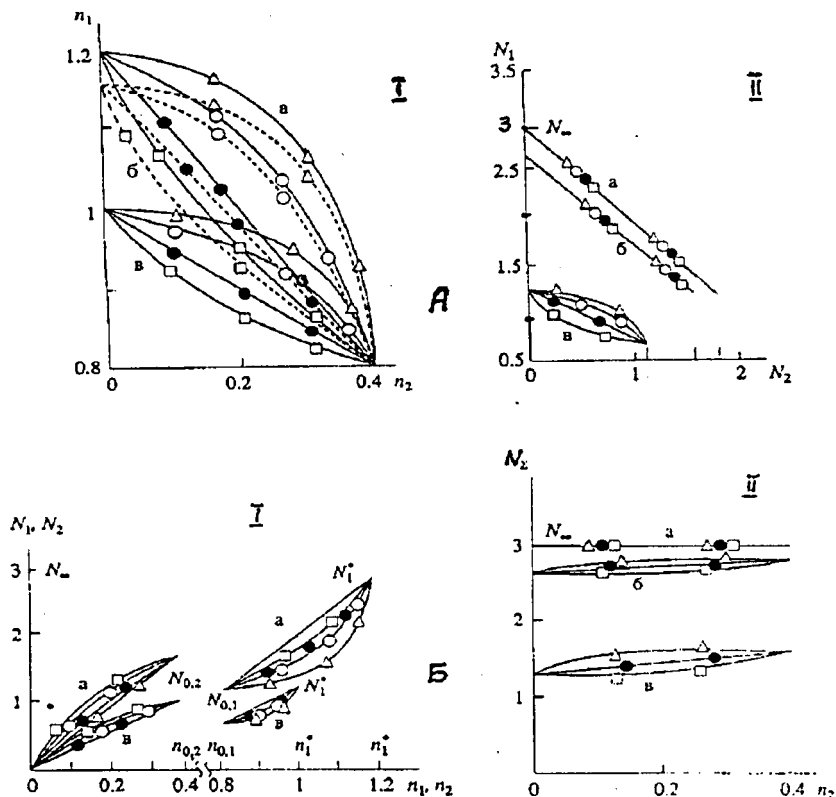 n₁
1.2
1
0.8
0
0.2
0.4
n₂
I
а
б
в
А
N₁
3.5
3
2.5
1.5
0.5
0
1
2
N₂
N∞
II
а
б
в
I
N₁, N₂
N∞
3
2
1
0
0.2
0.4
n₀,₂
n₀,₁
0.8
1
1.2
n₁*
n₁*
n₁, n₂
а
в
N₀,₂
а
в
N₀,₁
N₁*
N₁*
Б
NΣ
II
N∞
3
2
1
0
0.2
0.4
n₂
а
б
в